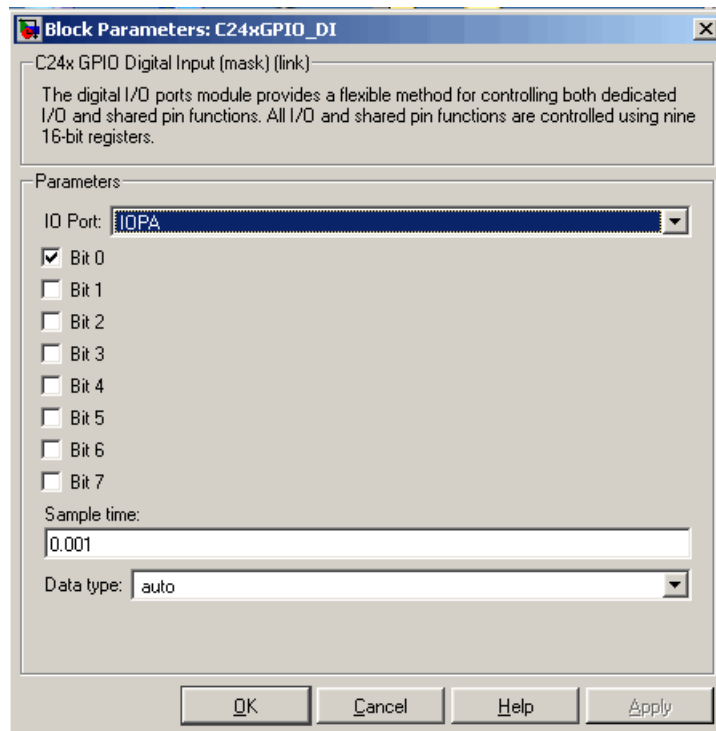 Block Parameters: C24xGPIO_DI
C24x GPIO Digital Input (mask) (link)
The digital I/O ports module provides a flexible method for controlling both dedicated
I/O and shared pin functions. All I/O and shared pin functions are controlled using nine
16-bit registers.
Parameters
IO Port: IOPA
Bit 0
Bit 1
Bit 2
Bit 3
Bit 4
Bit 5
Bit 6
Bit 7
Sample time:
0.001
Data type: auto
OK Cancel Help Apply